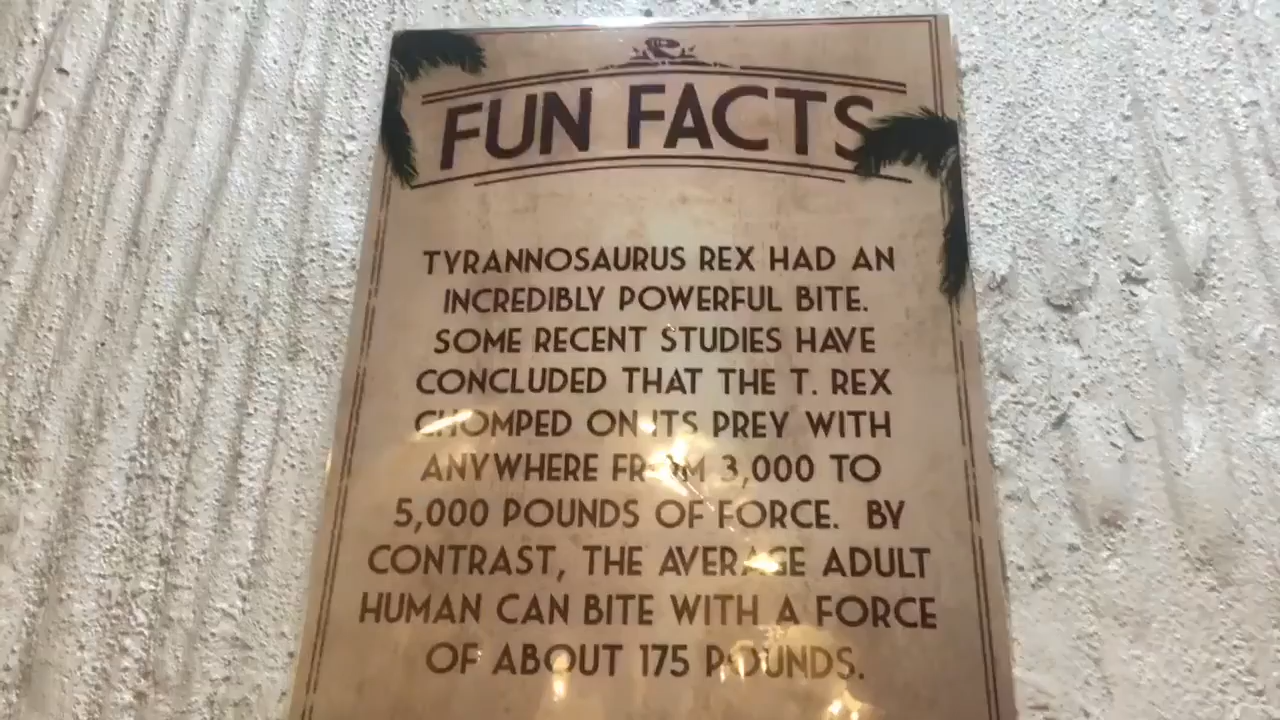 FUN FACTS
TYRANNOSAURUS REX HAD AN
INCREDIBLY POWERFUL BITE.
SOME RECENT STUDIES HAVE
CONCLUDED THAT THE T. REX
CHOMPED ON ITS PREY WITH
ANYWHERE FROM 3,000 TO
5,000 POUNDS OF FORCE. BY
CONTRAST, THE AVERAGE ADULT
HUMAN CAN BITE WITH A FORCE
OF ABOUT 175 POUNDS.